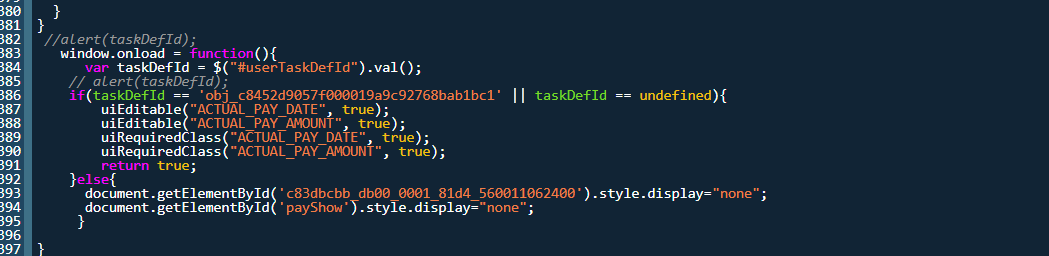 380 }
381 }
382 //alert(taskDefId);
383 window.onload = function(){
384 var taskDefId = $("#userTaskDefId").val();
385 // alert(taskDefId);
386 if(taskDefId == 'obj_c8452d9057f000019a9c92768bab1bc1' || taskDefId == undefined){
387 uiEditable("ACTUAL_PAY_DATE", true);
388 uiEditable("ACTUAL_PAY_AMOUNT", true);
389 uiRequiredClass("ACTUAL_PAY_DATE", true);
390 uiRequiredClass("ACTUAL_PAY_AMOUNT", true);
391 return true;
392 }else{
393 document.getElementById('c83dbcbb_db00_0001_81d4_560011062400').style.display="none";
394 document.getElementById('payShow').style.display="none";
395 }
396
397 }